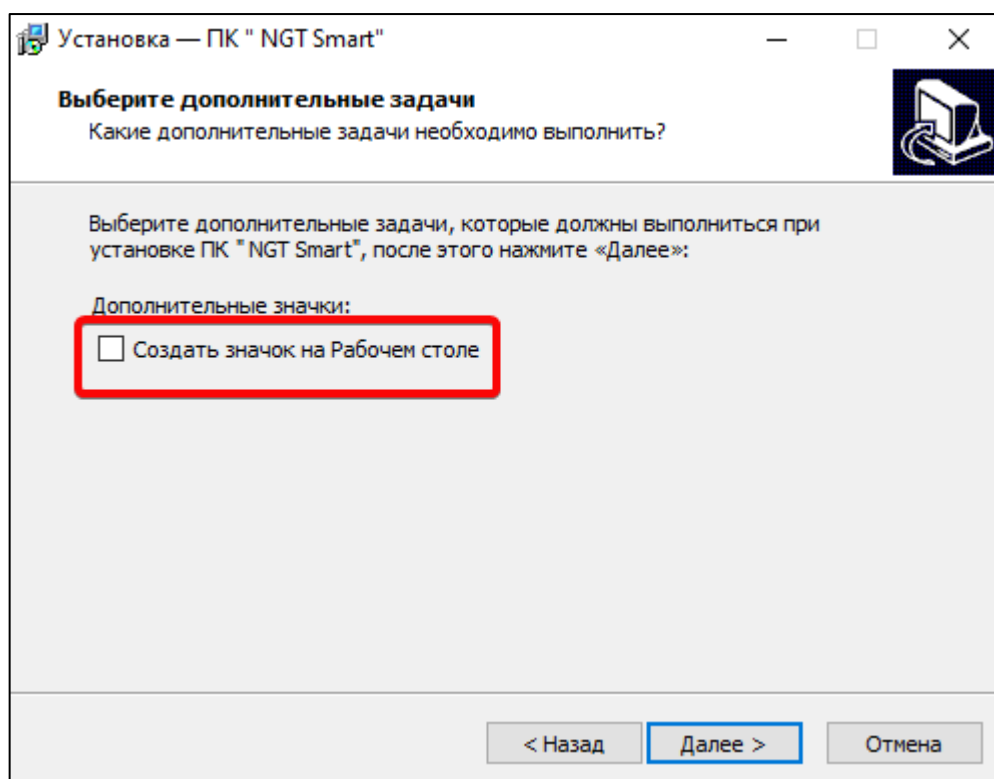 Установка — ПК " NGT Smart"
Выберите дополнительные задачи
Какие дополнительные задачи необходимо выполнить?
Выберите дополнительные задачи, которые должны выполниться при
установке ПК " NGT Smart", после этого нажмите «Далее»:
Дополнительные значки:
Создать значок на Рабочем столе
< Назад
Далее >
Отмена